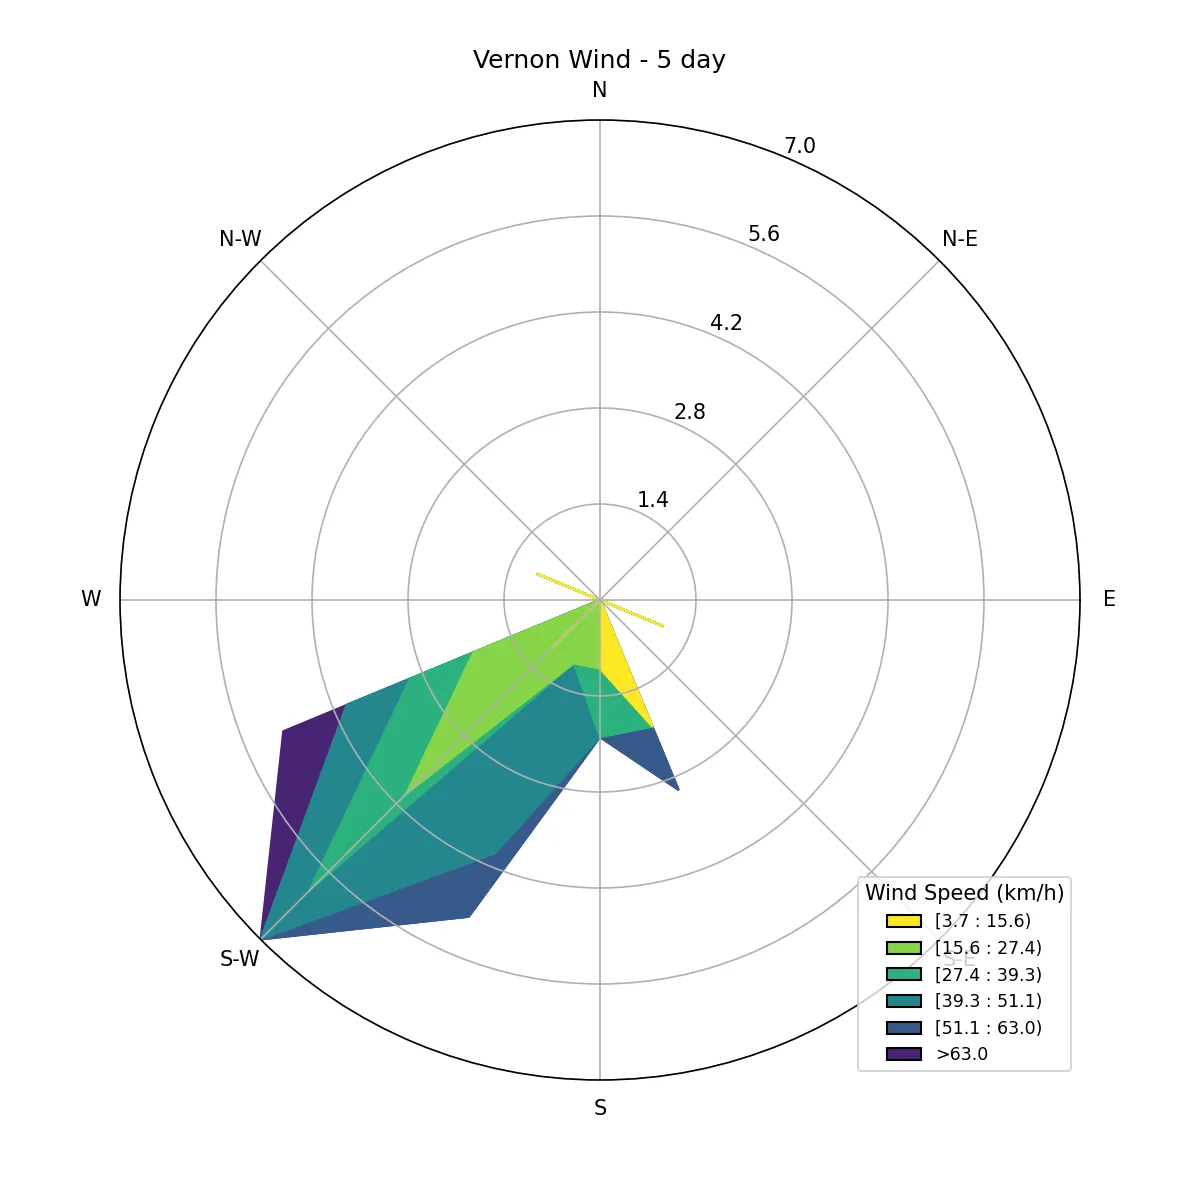 Vernon Wind - 5 day
N
7.0
N-W
5.6
N-E
4.2
2.8
1.4
W
E
Wind Speed (km/h)
[3.7 : 15.6)
[15.6 : 27.4)
S-W
S-E
[27.4 : 39.3)
[39.3 : 51.1)
[51.1 : 63.0)
>63.0
S